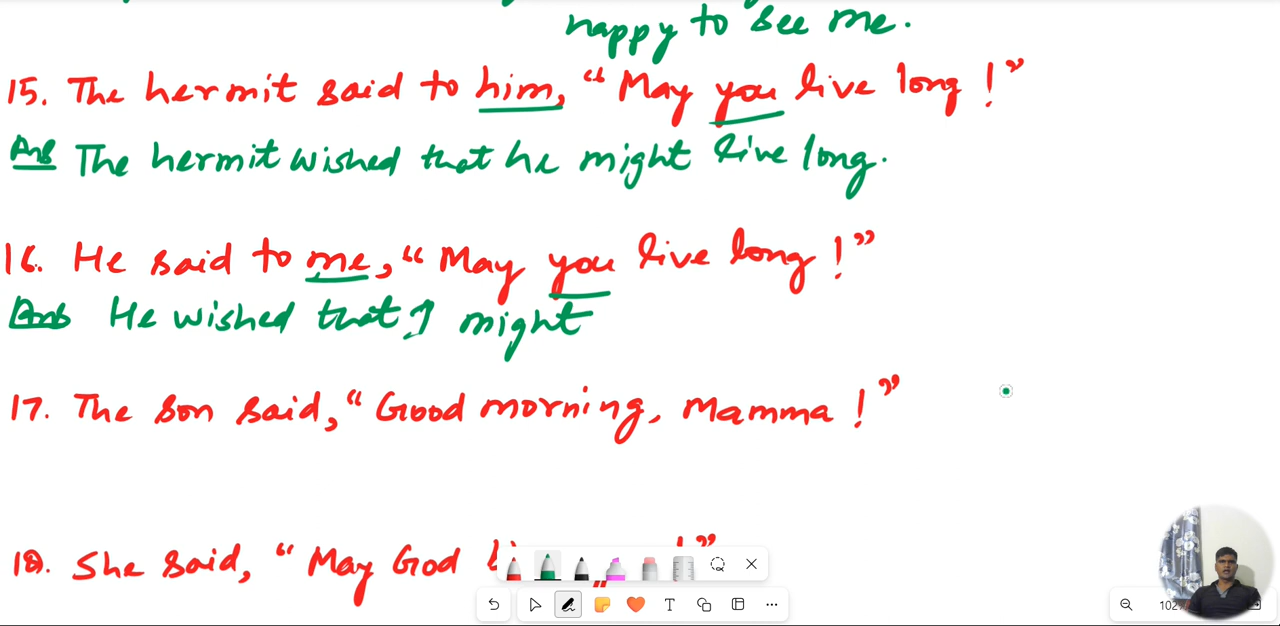 happy to see me.
15. The hermit said to him, “May you live long!”
Ans The hermit wished that he might live long.
16. He said to me, “May you live long!”
Ans He wished that I might
17. The son said, “Good morning, Mamma!”
18. She said, “May God !”
T